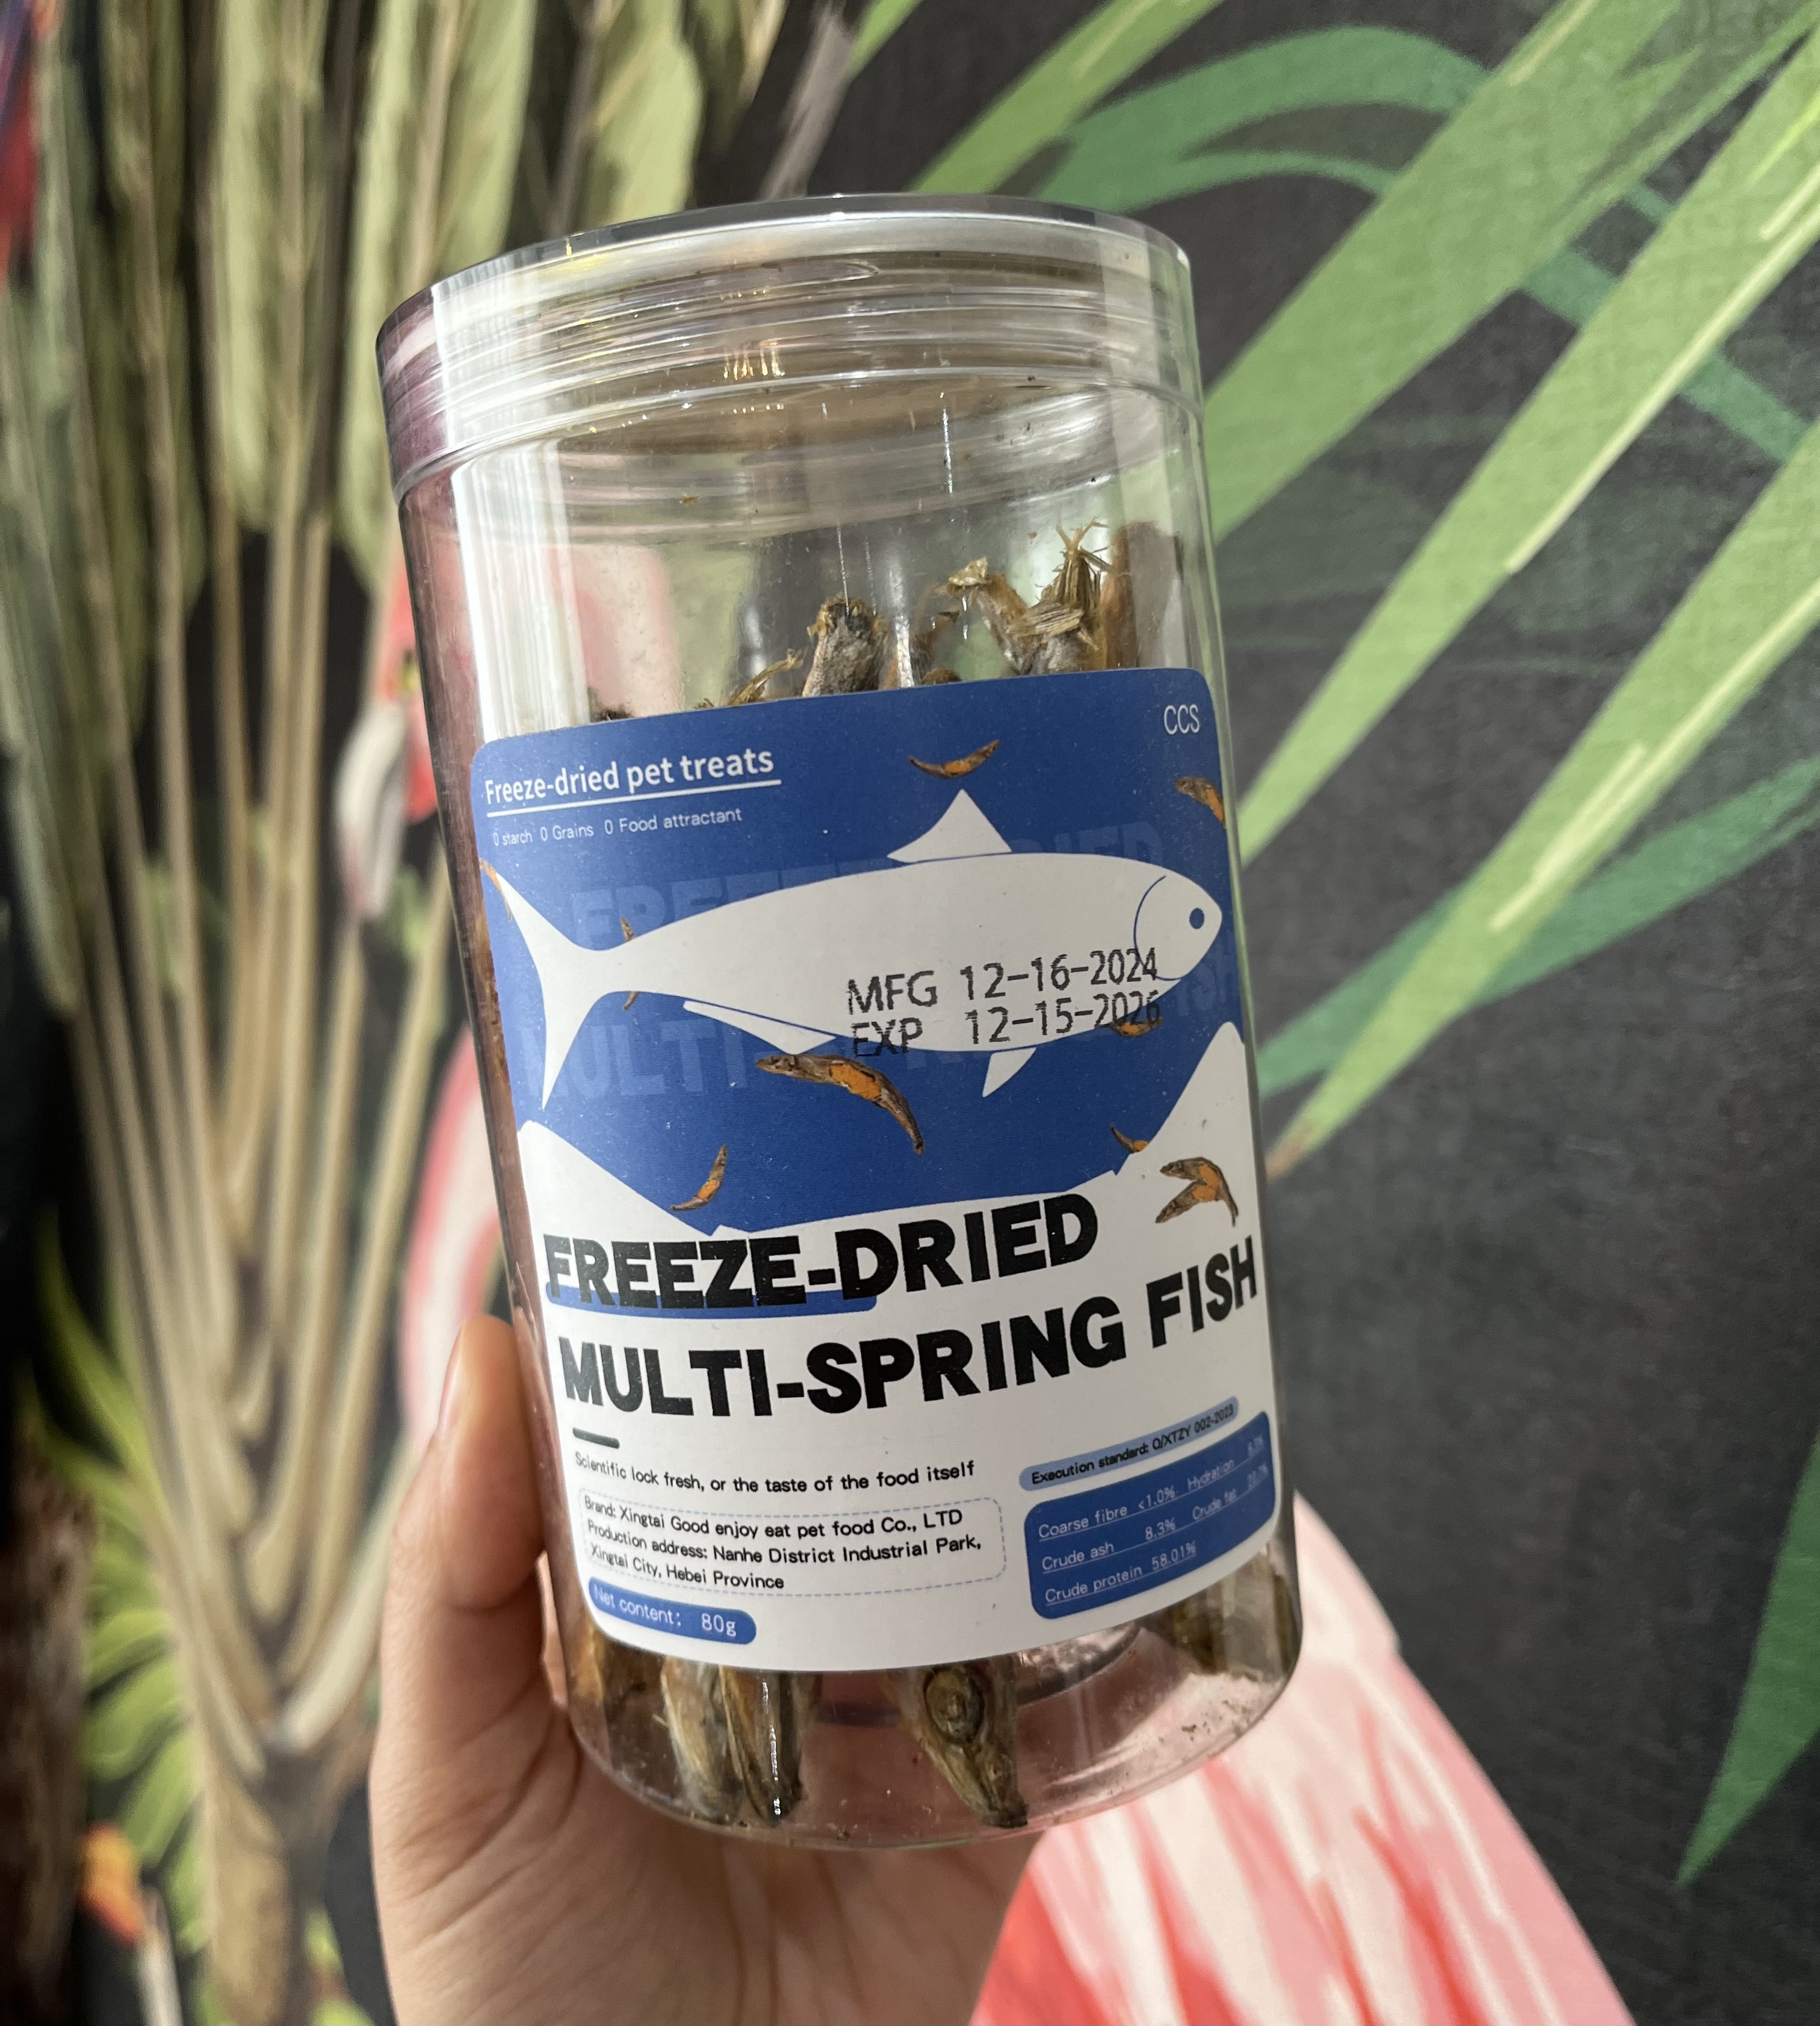 CCS
Freeze-dried pet treats
0 starch 0 Grains 0 Food attractant
MFG 12-16-2024
EXP 12-15-2026
FREEZE-DRIED
MULTI-SPRING FISH
Scientific lock fresh, or the taste of the food itself
Brand: Xingtai Good enjoy eat pet food Co., LTD
Production address: Nanhe District Industrial Park,
Xingtai City, Hebei Province
Net content: 80g
Execution standard: Q/XTZY 002-2023
Coarse fibre <1.0% Hydration
Crude ash 8.3% Crude fat
Crude protein 58.01%